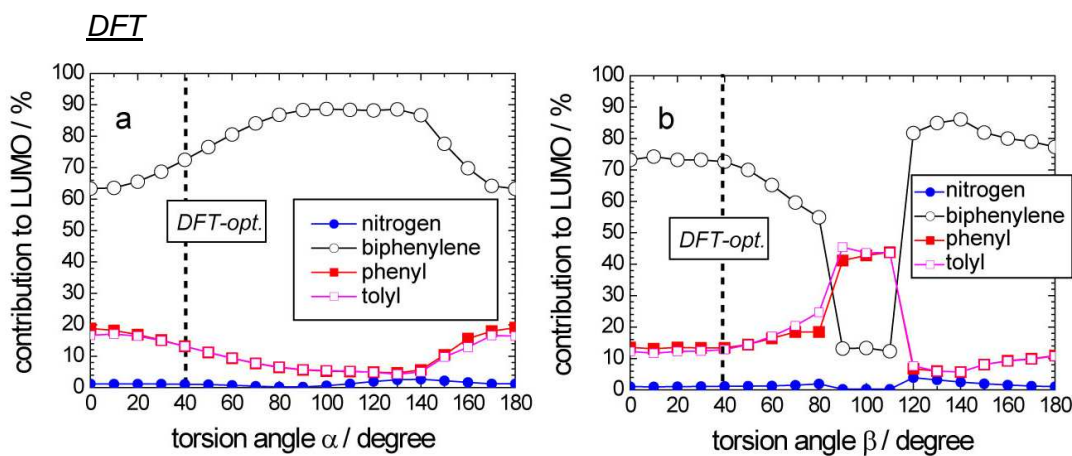 DFT
100
90
80
70
60
50
40
30
20
10
0
contribution to LUMO / %
a
DFT-opt.
nitrogen
biphenylene
phenyl
tolyl
0 20 40 60 80 100 120 140 160 180
torsion angle α / degree
100
90
80
70
60
50
40
30
20
10
0
contribution to LUMO / %
b
DFT-opt.
nitrogen
biphenylene
phenyl
tolyl
0 20 40 60 80 100 120 140 160 180
torsion angle β / degree